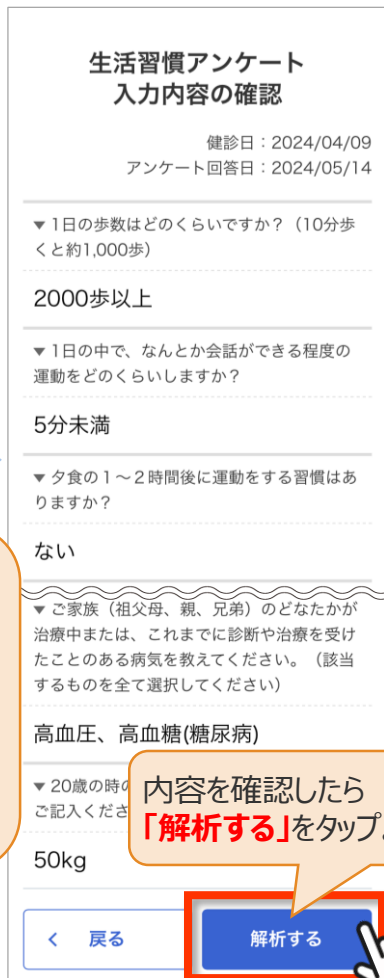 生活習慣アンケート
入力内容の確認
健診日：2024/04/09
アンケート回答日：2024/05/14
▼ 1日の歩数はどのくらいですか？（10分歩
くと約1,000歩）
2000歩以上
▼ 1日の中で、なんとか会話ができる程度の
運動をどのくらいしますか？
5分未満
▼ 夕食の１～２時間後に運動をする習慣はあ
りますか？
ない
▼ ご家族（祖父母、親、兄弟）のどなたかが
治療中または、これまでに診断や治療を受け
たことのある病気を教えてください。（該当
するものを全て選択してください）
高血圧、高血糖(糖尿病)
▼ 20歳の時の
ご記入くださ
50kg
内容を確認したら
「解析する」をタップ
< 戻る
解析する